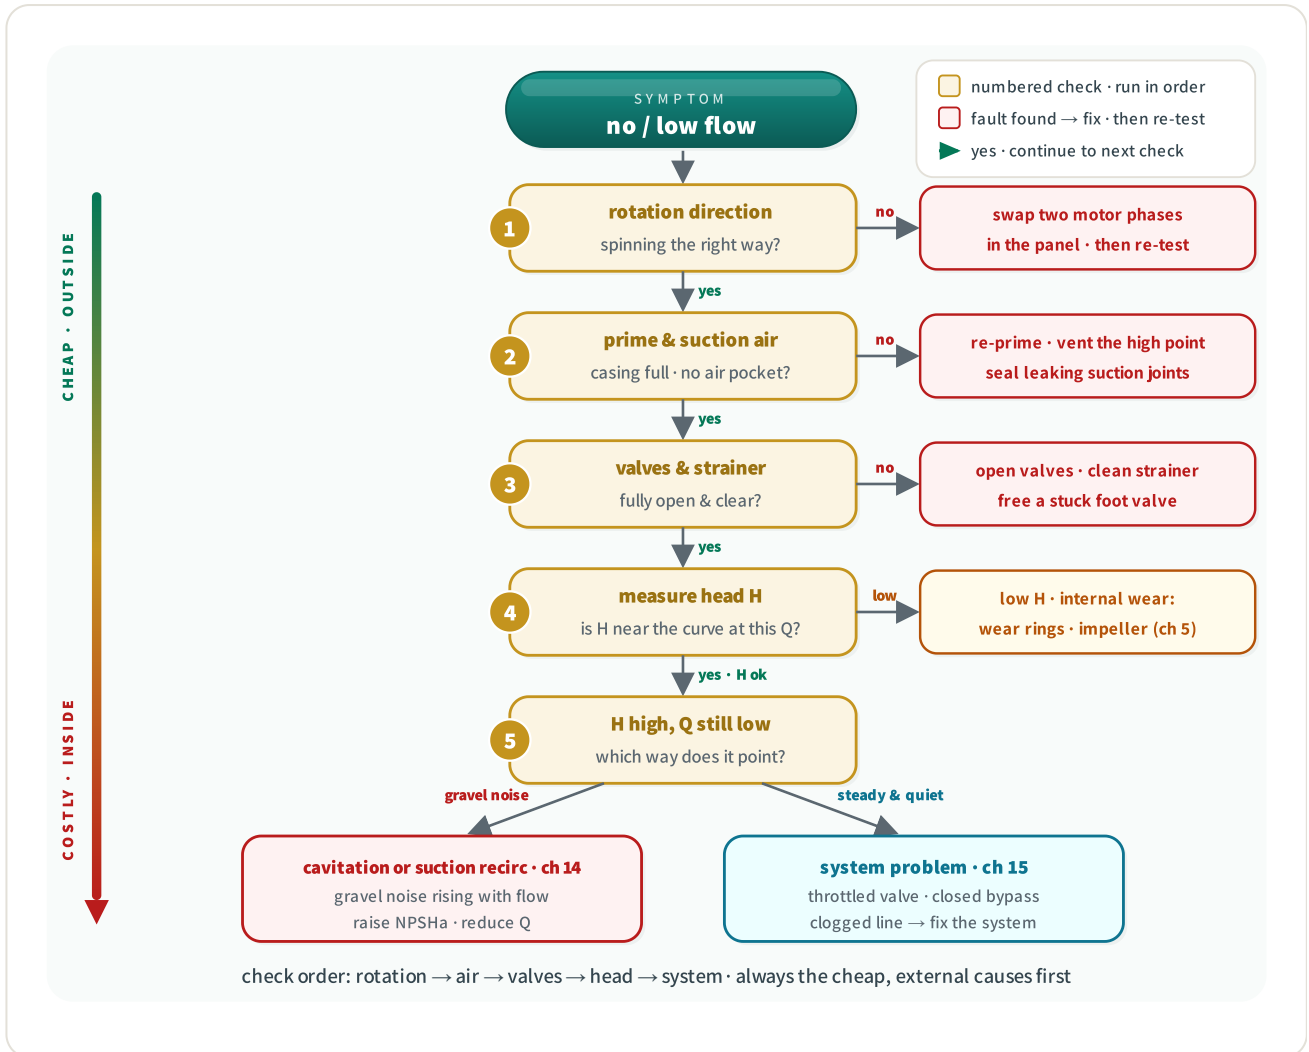 SYMPTOM
no / low flow
numbered check · run in order
fault found → fix · then re-test
yes · continue to next check
CHEAP · OUTSIDE
COSTLY · INSIDE
1
rotation direction
spinning the right way?
no
swap two motor phases
in the panel · then re-test
yes
2
prime & suction air
casing full · no air pocket?
no
re-prime · vent the high point
seal leaking suction joints
yes
3
valves & strainer
fully open & clear?
no
open valves · clean strainer
free a stuck foot valve
yes
4
measure head H
is H near the curve at this Q?
low
low H · internal wear:
wear rings · impeller (ch 5)
yes · H ok
5
H high, Q still low
which way does it point?
gravel noise
steady & quiet
cavitation or suction recirc · ch 14
gravel noise rising with flow
raise NPSHa · reduce Q
system problem · ch 15
throttled valve · closed bypass
clogged line → fix the system
check order: rotation → air → valves → head → system · always the cheap, external causes first